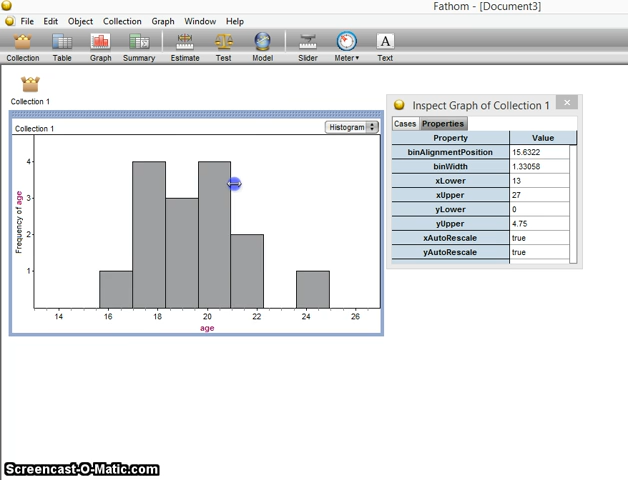 Fathom - [Document3]
File Edit Object Collection Graph Window Help
Collection Table Graph Summary Estimate Test Model Slider Meter▾ A Text
Collection 1
Collection 1 Histogram
Frequency of age
4
3
2
1
14 16 18 20 22 24 26
age
Inspect Graph of Collection 1
Cases Properties
Property Value
binAlignmentPosition 15.6322
binWidth 1.33058
xLower 13
xUpper 27
yLower 0
yUpper 4.75
xAutoRescale true
yAutoRescale true
Screencast-O-Matic.com